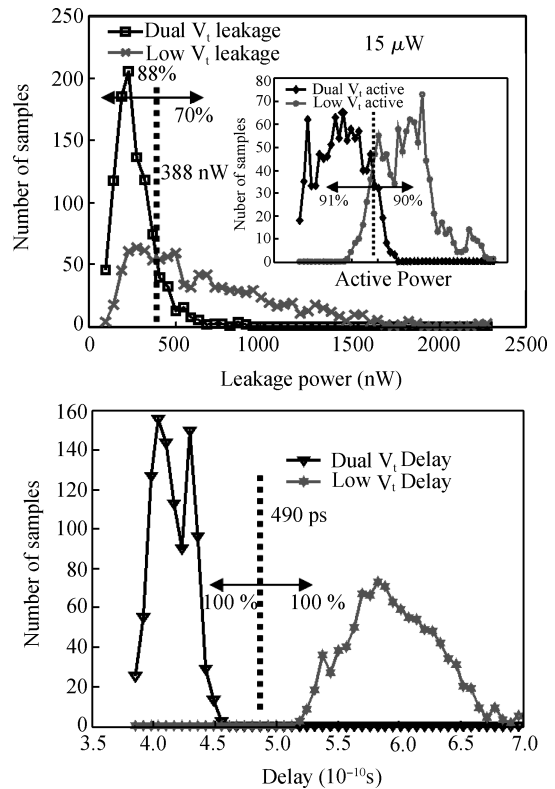 Dual Vt leakage
Low Vt leakage
15 μW
88%
70%
388 nW
250
200
150
100
50
0
Number of samples
0 500 1000 1500 2000 2500
Leakage power (nW)
80
70
60
50
40
30
20
10
0
Nuber of samples
Dual Vt active
Low Vt active
91% 90%
Active Power
160
140
120
100
80
60
40
20
0
Number of samples
Dual Vt Delay
Low Vt Delay
490 ps
100 % 100 %
3.5 4.0 4.5 5.0 5.5 6.0 6.5 7.0
Delay (10⁻¹⁰s)